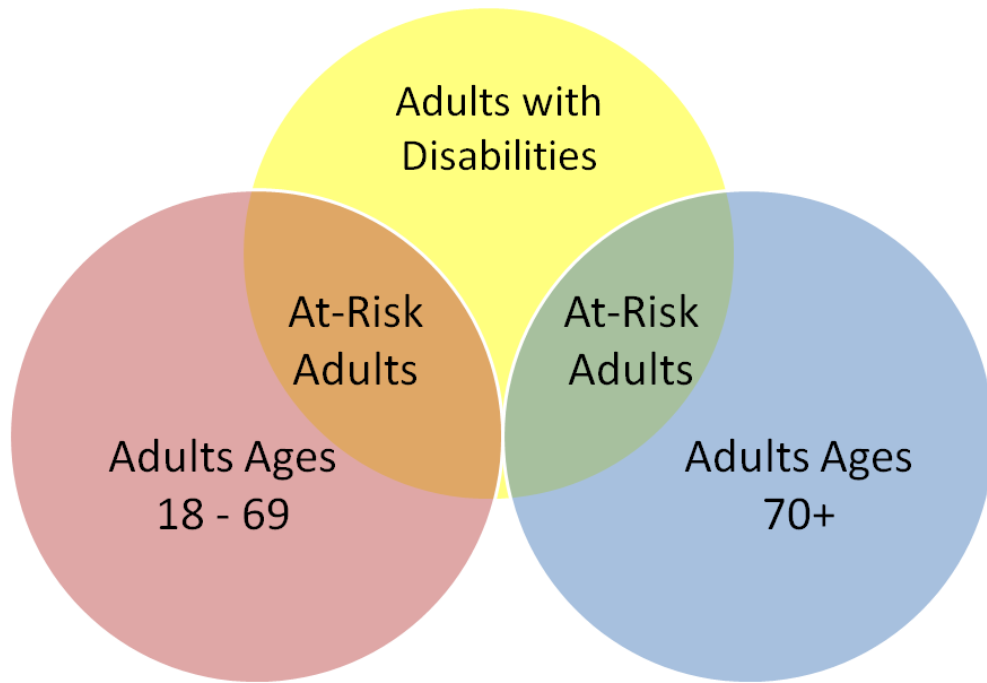 Adults with
Disabilities
At-Risk
Adults
At-Risk
Adults
Adults Ages
18 - 69
Adults Ages
70+